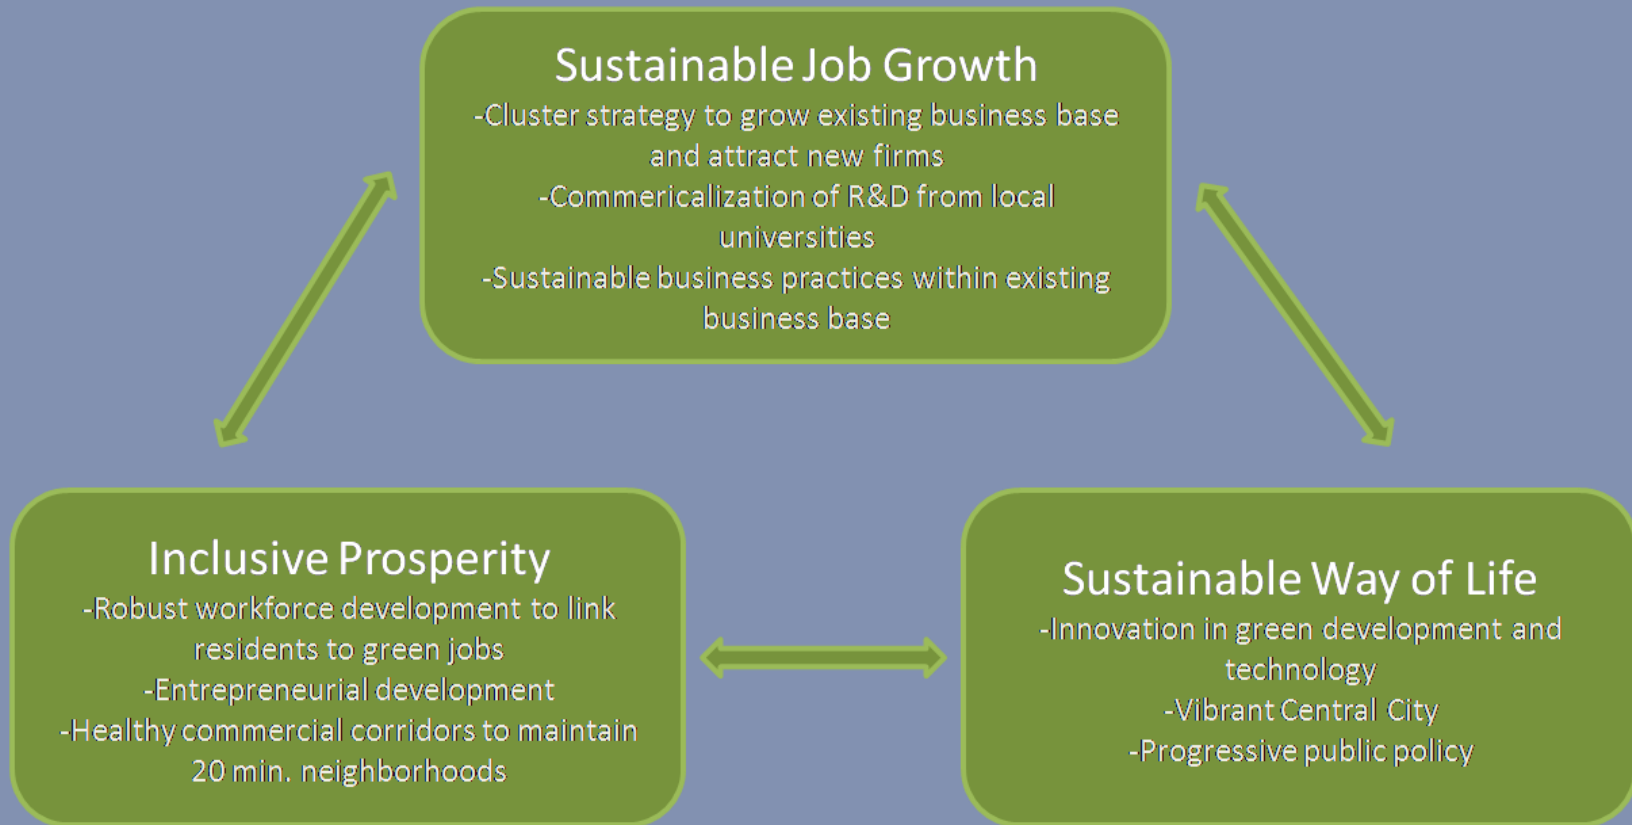 Sustainable Job Growth
-Cluster strategy to grow existing business base
and attract new firms
-Commericalization of R&D from local
universities
-Sustainable business practices within existing
business base
Inclusive Prosperity
-Robust workforce development to link
residents to green jobs
-Entrepreneurial development
-Healthy commercial corridors to maintain
20 min. neighborhoods
Sustainable Way of Life
-Innovation in green development and
technology
-Vibrant Central City
-Progressive public policy